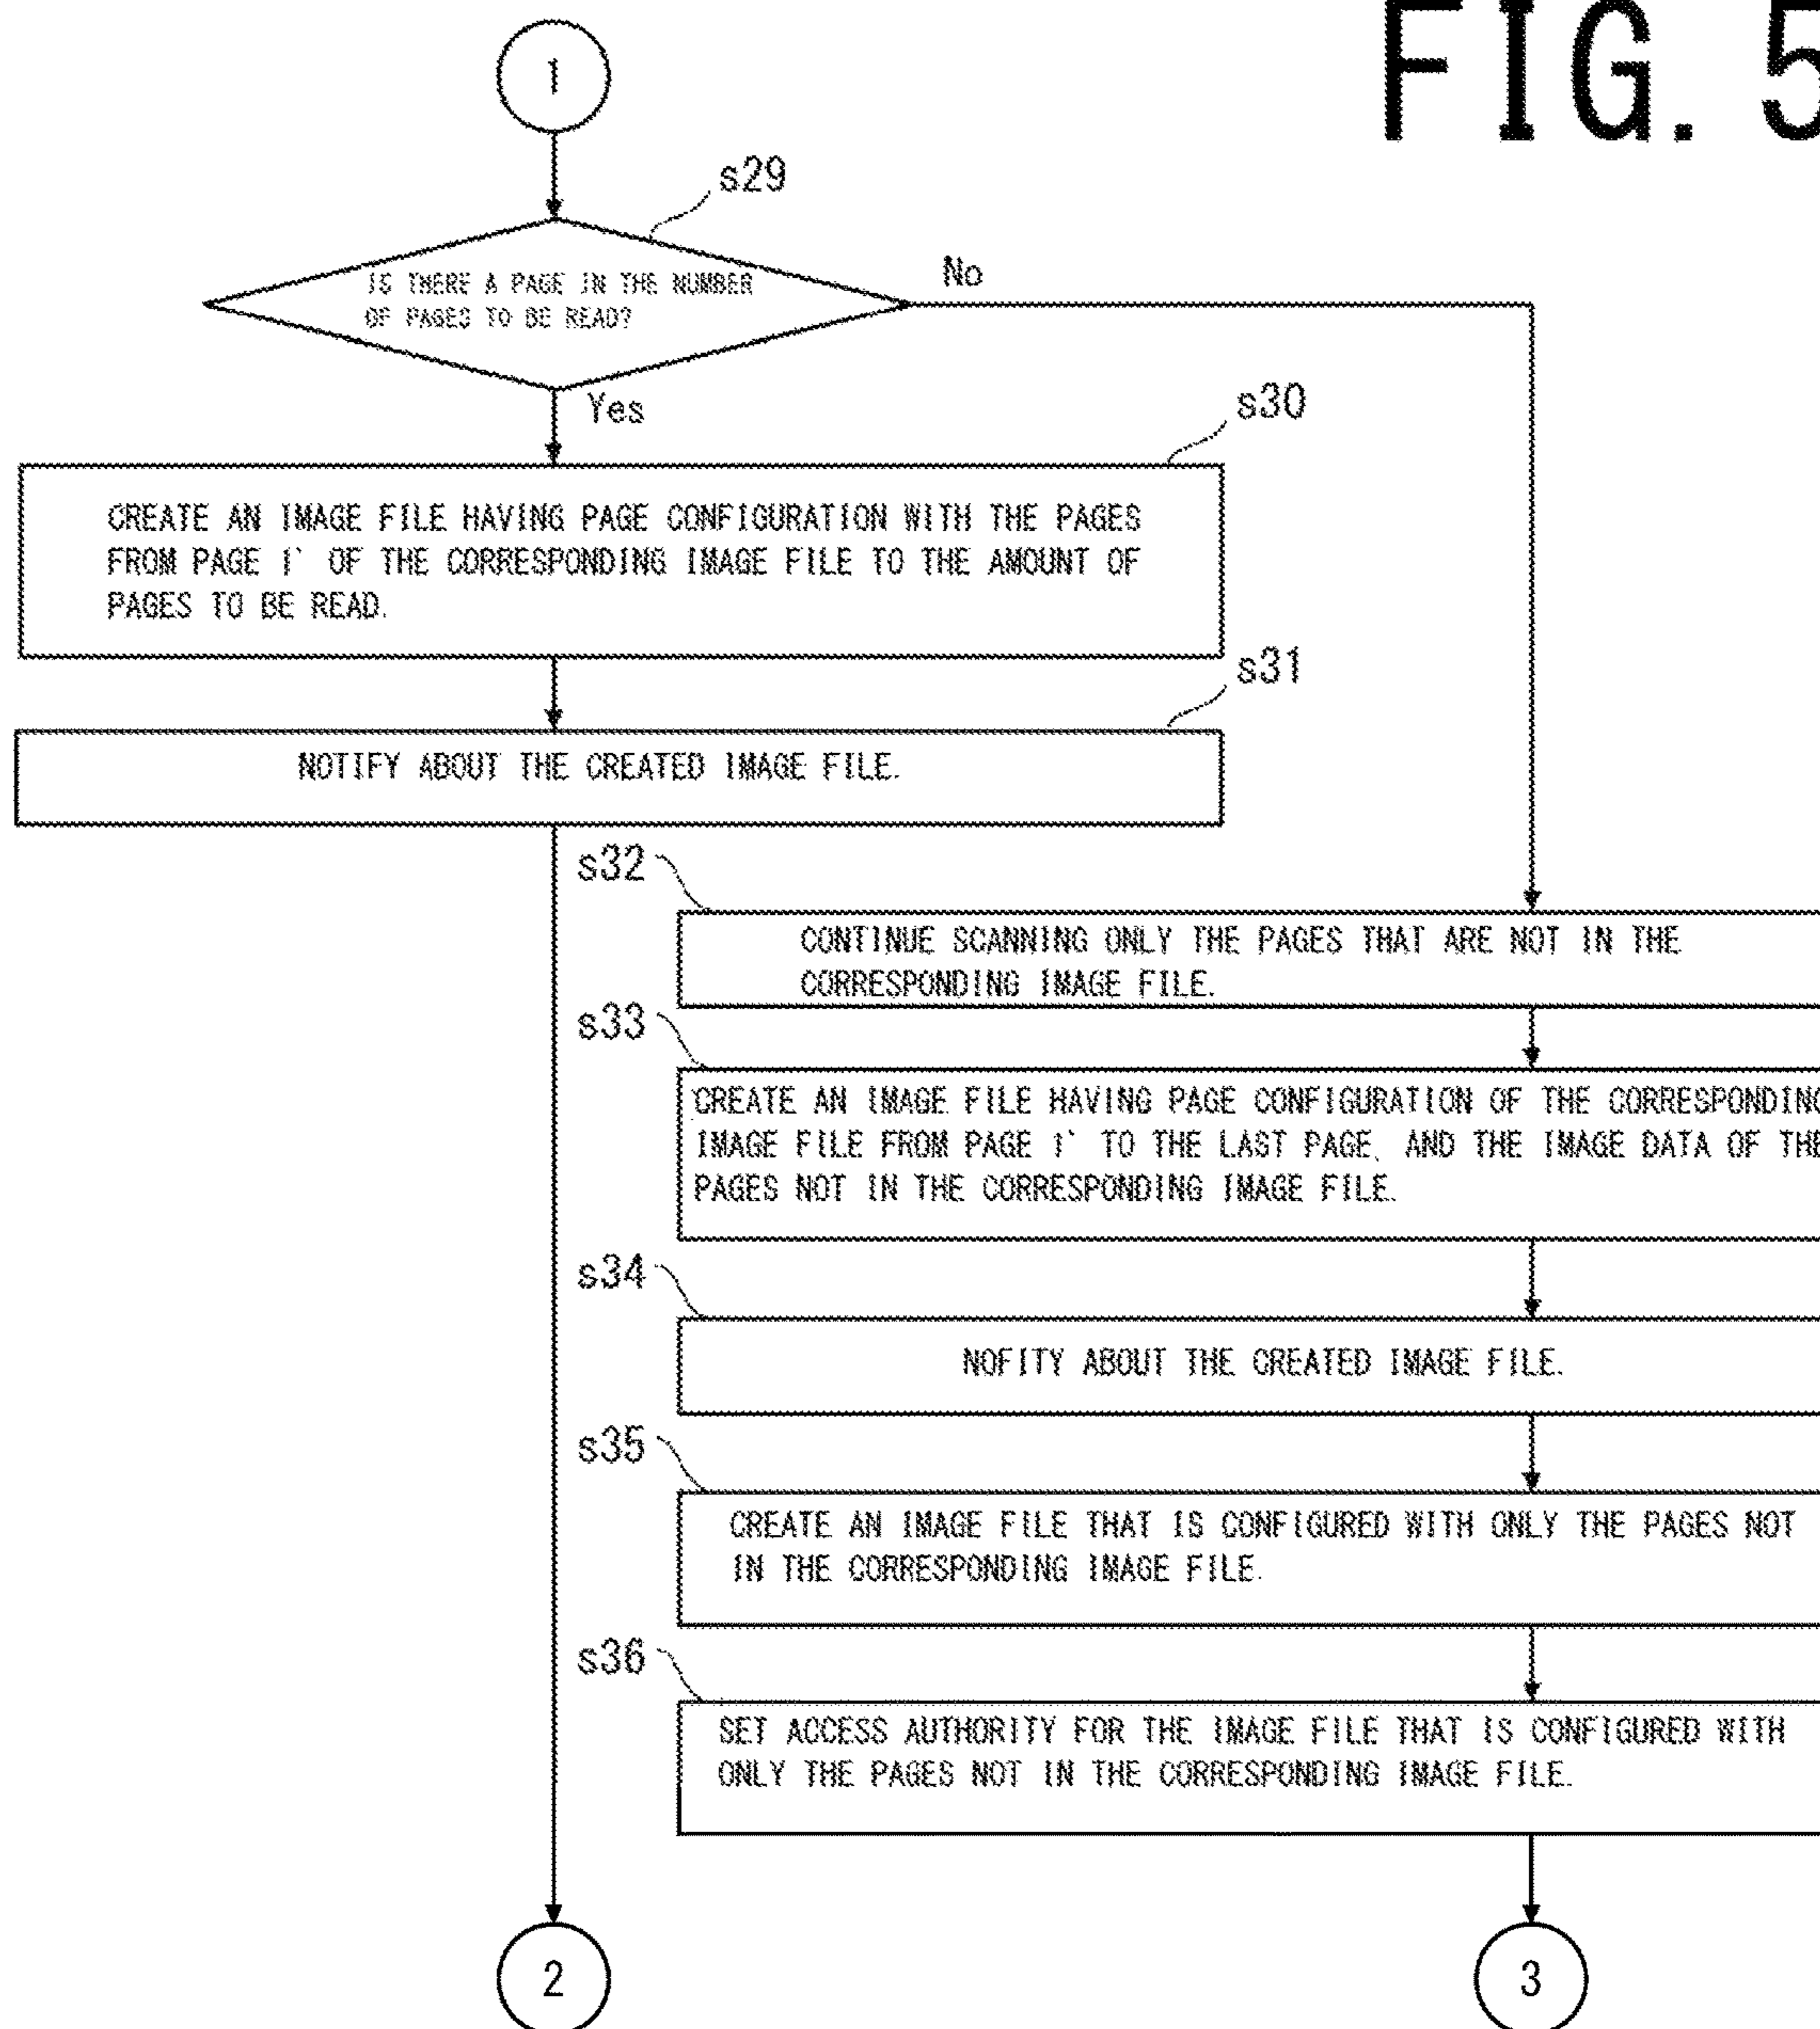 FIG. 5
1
s29
IS THERE A PAGE IN THE NUMBER
OF PAGES TO BE READ?
No
Yes
s30
CREATE AN IMAGE FILE HAVING PAGE CONFIGURATION WITH THE PAGES
FROM PAGE 1` OF THE CORRESPONDING IMAGE FILE TO THE AMOUNT OF
PAGES TO BE READ.
s31
NOTIFY ABOUT THE CREATED IMAGE FILE.
s32
CONTINUE SCANNING ONLY THE PAGES THAT ARE NOT IN THE
CORRESPONDING IMAGE FILE.
s33
CREATE AN IMAGE FILE HAVING PAGE CONFIGURATION OF THE CORRESPONDING
IMAGE FILE FROM PAGE 1` TO THE LAST PAGE, AND THE IMAGE DATA OF THE
PAGES NOT IN THE CORRESPONDING IMAGE FILE.
s34
NOFITY ABOUT THE CREATED IMAGE FILE.
s35
CREATE AN IMAGE FILE THAT IS CONFIGURED WITH ONLY THE PAGES NOT
IN THE CORRESPONDING IMAGE FILE.
s36
SET ACCESS AUTHORITY FOR THE IMAGE FILE THAT IS CONFIGURED WITH
ONLY THE PAGES NOT IN THE CORRESPONDING IMAGE FILE.
2
3